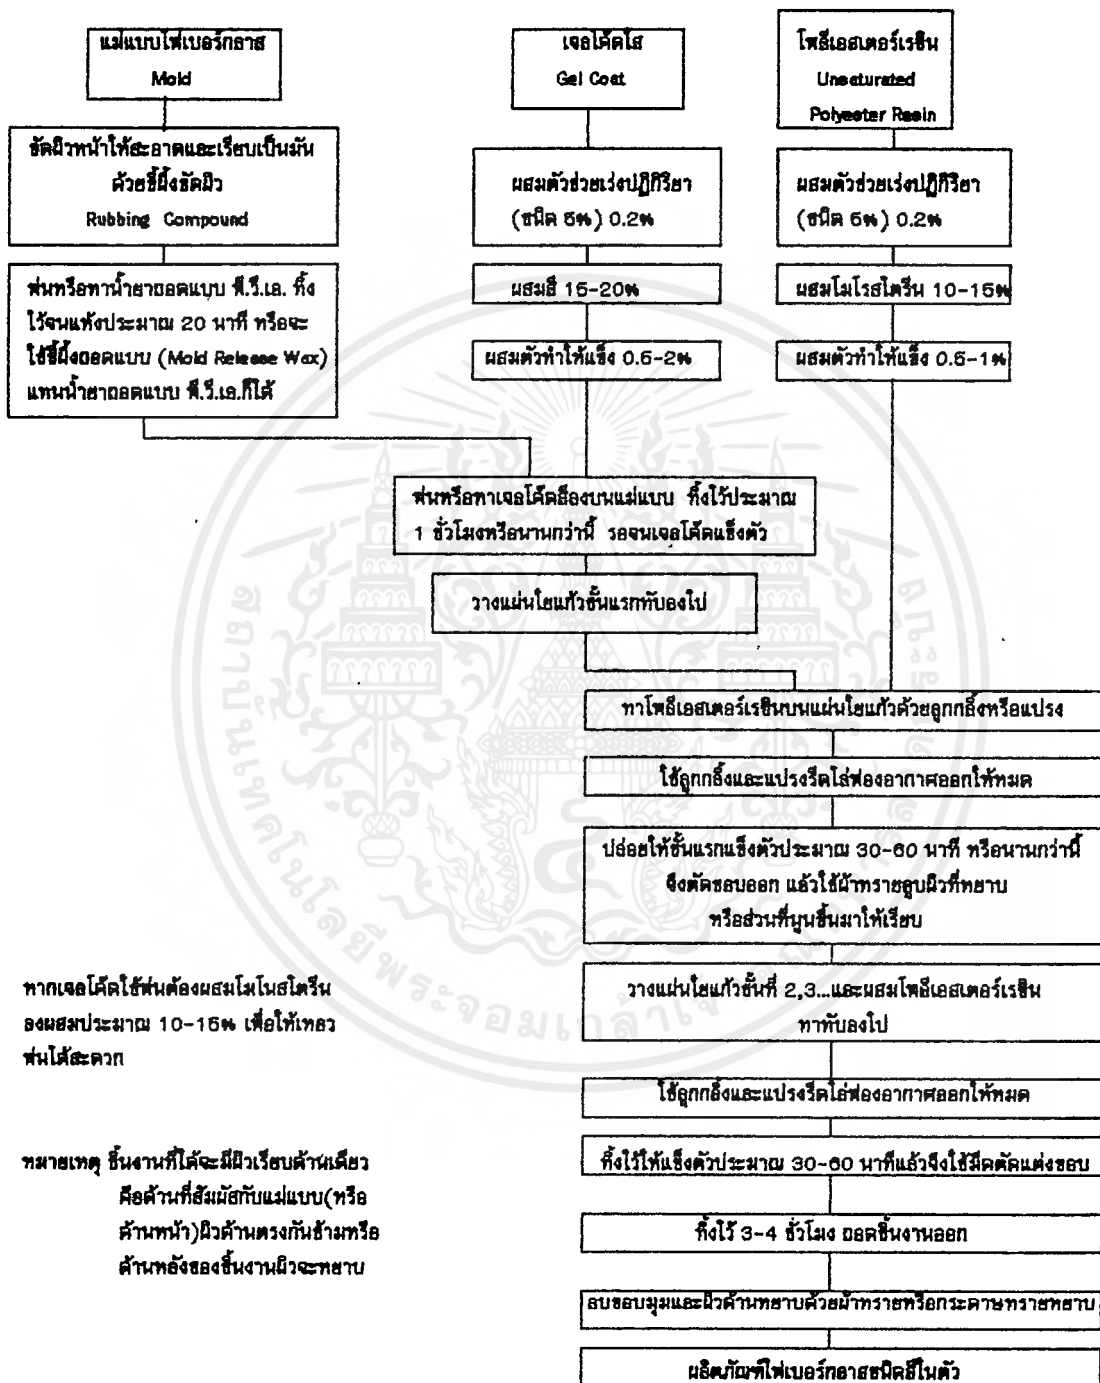 แม่แบบไฟเบอร์กลาส
Mold
ขัดผิวหน้าให้สะอาดและเรียบเป็นมัน
ด้วยขี้ผึ้งขัดผิว
Rubbing Compound
พ่นหรือทาน้ำยาถอดแบบ พี.วี.เอ. ทิ้ง
ไว้จนแห้งประมาณ 20 นาที หรือจะ
ใช้ขี้ผึ้งถอดแบบ (Mold Release Wax)
แทนน้ำยาถอดแบบ พี.วี.เอ.ก็ได้
เจลโค้ดใส
Gel Coat
ผสมตัวช่วยเร่งปฏิกิริยา
(ชนิด 6%) 0.2%
ผสมสี 15-20%
ผสมตัวทำให้แข็ง 0.5-2%
โพลีเอสเตอร์เรซิน
Unsaturated
Polyester Resin
ผสมตัวช่วยเร่งปฏิกิริยา
(ชนิด 6%) 0.2%
ผสมโมโรสไตรีน 10-15%
ผสมตัวทำให้แข็ง 0.5-1%
พ่นหรือทาเจลโค้ดลงบนแม่แบบ ทิ้งไว้ประมาณ
1 ชั่วโมงหรือนานกว่านี้ รอจนเจลโค้ดแข็งตัว
วางแผ่นใยแก้วชั้นแรกทับลงไป
ทาโพลีเอสเตอร์เรซินบนแผ่นใยแก้วด้วยลูกกลิ้งหรือแปรง
ใช้ลูกกลิ้งและแปรงรีดไล่ฟองอากาศออกให้หมด
ปล่อยให้ชั้นแรกแข็งตัวประมาณ 30-60 นาที หรือนานกว่านี้
จึงตัดขอบออก แล้วใช้ผ้าทรายลูบผิวที่หยาบ
หรือส่วนที่นูนขึ้นมาให้เรียบ
วางแผ่นใยแก้วชั้นที่ 2,3...และผสมโพลีเอสเตอร์เรซิน
ทาทับลงไป
ใช้ลูกกลิ้งและแปรงรีดไล่ฟองอากาศออกให้หมด
ทิ้งไว้ให้แข็งตัวประมาณ 30-60 นาทีแล้วจึงใช้มีดตัดแต่งขอบ
ทิ้งไว้ 3-4 ชั่วโมง ถอดชิ้นงานออก
ลบขอบมุมและผิวด้านหยาบด้วยผ้าทรายหรือกระดาษทรายหยาบ
ผลิตภัณฑ์ไฟเบอร์กลาสชนิดสีในตัว
หากเจลโค้ดใช้พ่นต้องผสมโมโนสไตรีน
ลงผสมประมาณ 10-15% เพื่อให้เหลว
พ่นได้สะดวก
หมายเหตุ ชิ้นงานที่ได้จะมีผิวเรียบด้านเดียว
คือด้านที่สัมผัสกับแม่แบบ(หรือ
ด้านหน้า)ผิวด้านตรงกันข้ามหรือ
ด้านหลังของชิ้นงานผิวจะหยาบ